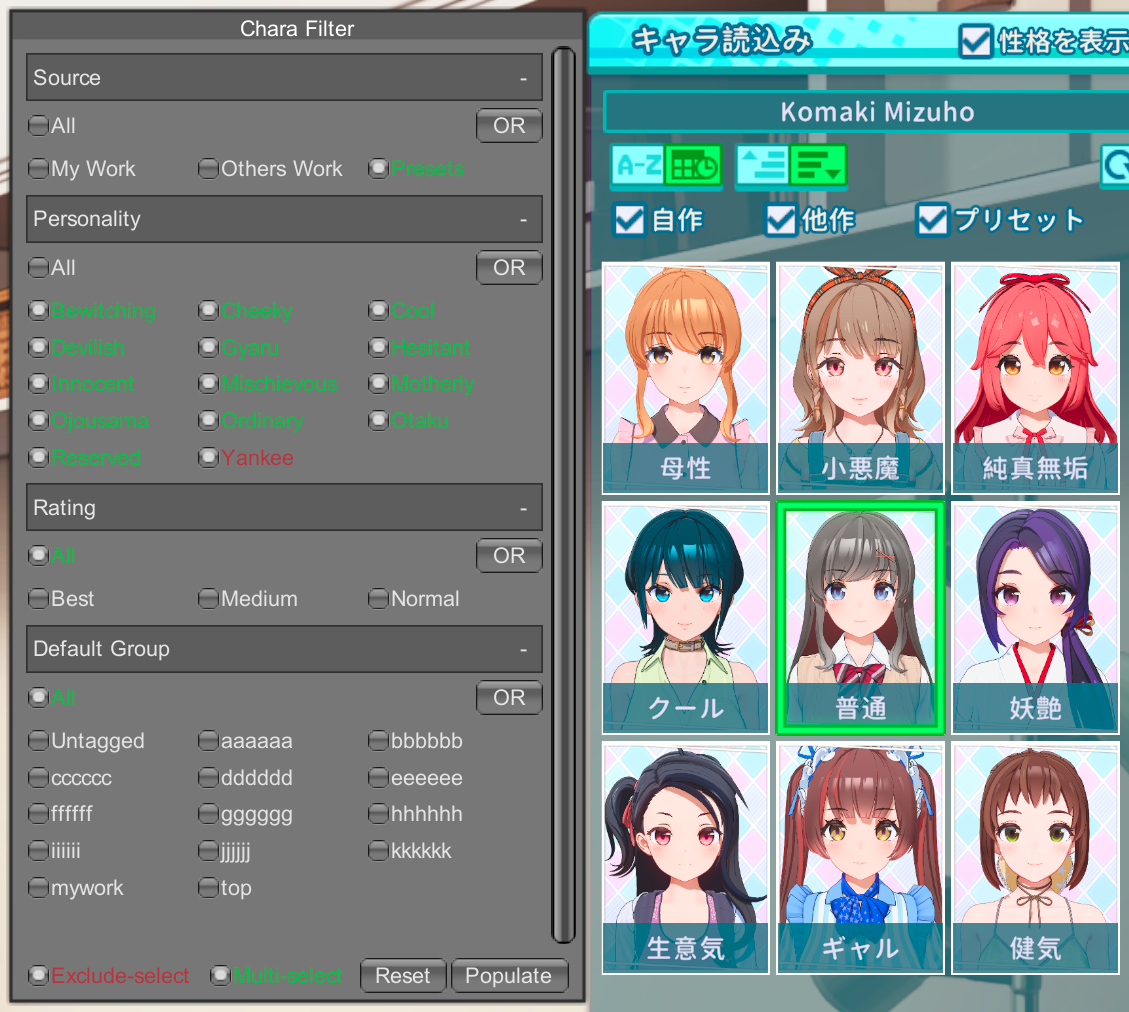 Chara Filter
Source -
All OR
My Work Others Work Presets
Personality -
All OR
Bewitching Cheeky Cool
Devilish Gyaru Hesitant
Innocent Mischievous Motherly
Ojousama Ordinary Otaku
Reserved Yankee
Rating -
All OR
Best Medium Normal
Default Group -
All OR
Untagged aaaaaa bbbbbb
cccccc dddddd eeeeee
ffffff gggggg hhhhhh
iiiiii jjjjjj kkkkkk
mywork top
Exclude-select Multi-select Reset Populate
キャラ読込み 性格を表示
Komaki Mizuho
A-Z
自作 他作 プリセット
母性 小悪魔 純真無垢
クール 普通 妖艶
生意気 ギャル 健気